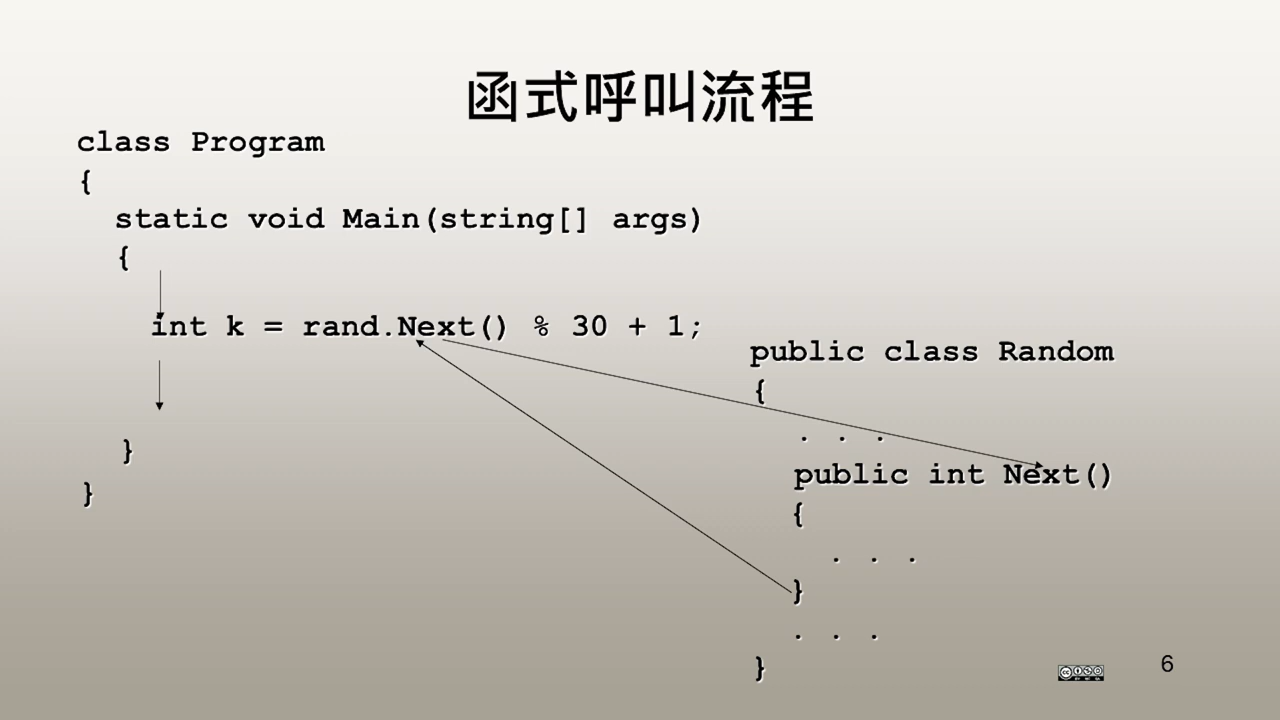 函式呼叫流程
class Program
{
static void Main(string[] args)
{
int k = rand.Next() % 30 + 1;
}
}
public class Random
{
. . .
public int Next()
{
. . .
}
. . .
}
6